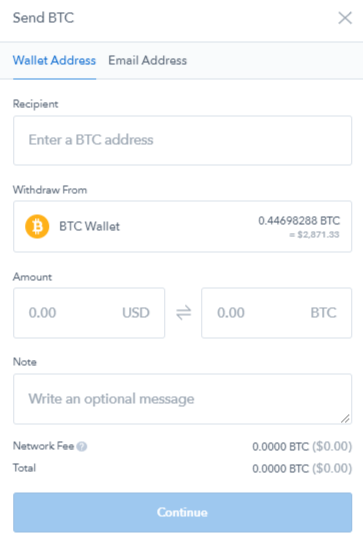 Send BTC
Wallet Address Email Address
Recipient
Enter a BTC address
Withdraw From
BTC Wallet 0.44698288 BTC
= $2,871.33
Amount
0.00 USD 0.00 BTC
Note
Write an optional message
Network Fee ? 0.0000 BTC ($0.00)
Total 0.0000 BTC ($0.00)
Continue